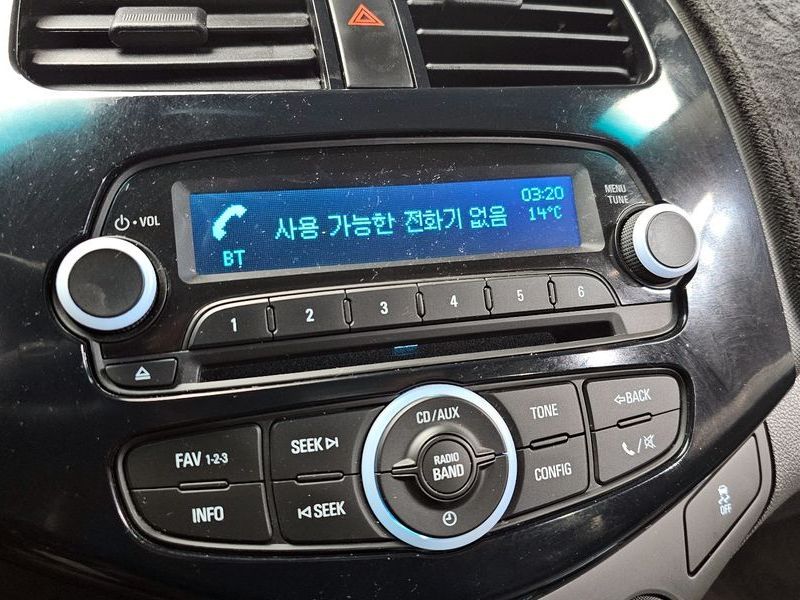 VOL
MENU
TUNE
03:20
사용 가능한 전화기 없음
14°C
BT
1
2
3
4
5
6
CD/AUX
TONE
BACK
FAV 1-2-3
SEEK
RADIO
BAND
CONFIG
INFO
SEEK
OFF